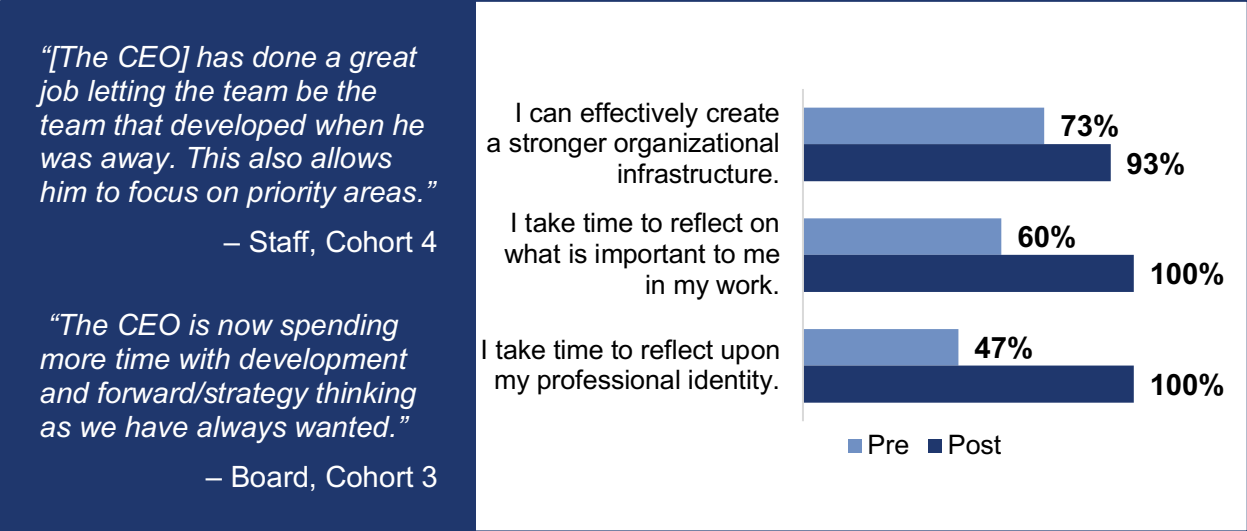 “[The CEO] has done a great
job letting the team be the
team that developed when he
was away. This also allows
him to focus on priority areas.”
– Staff, Cohort 4
“The CEO is now spending
more time with development
and forward/strategy thinking
as we have always wanted.”
– Board, Cohort 3
I can effectively create
a stronger organizational
infrastructure.
73%
93%
I take time to reflect on
what is important to me
in my work.
60%
100%
I take time to reflect upon
my professional identity.
47%
100%
Pre Post